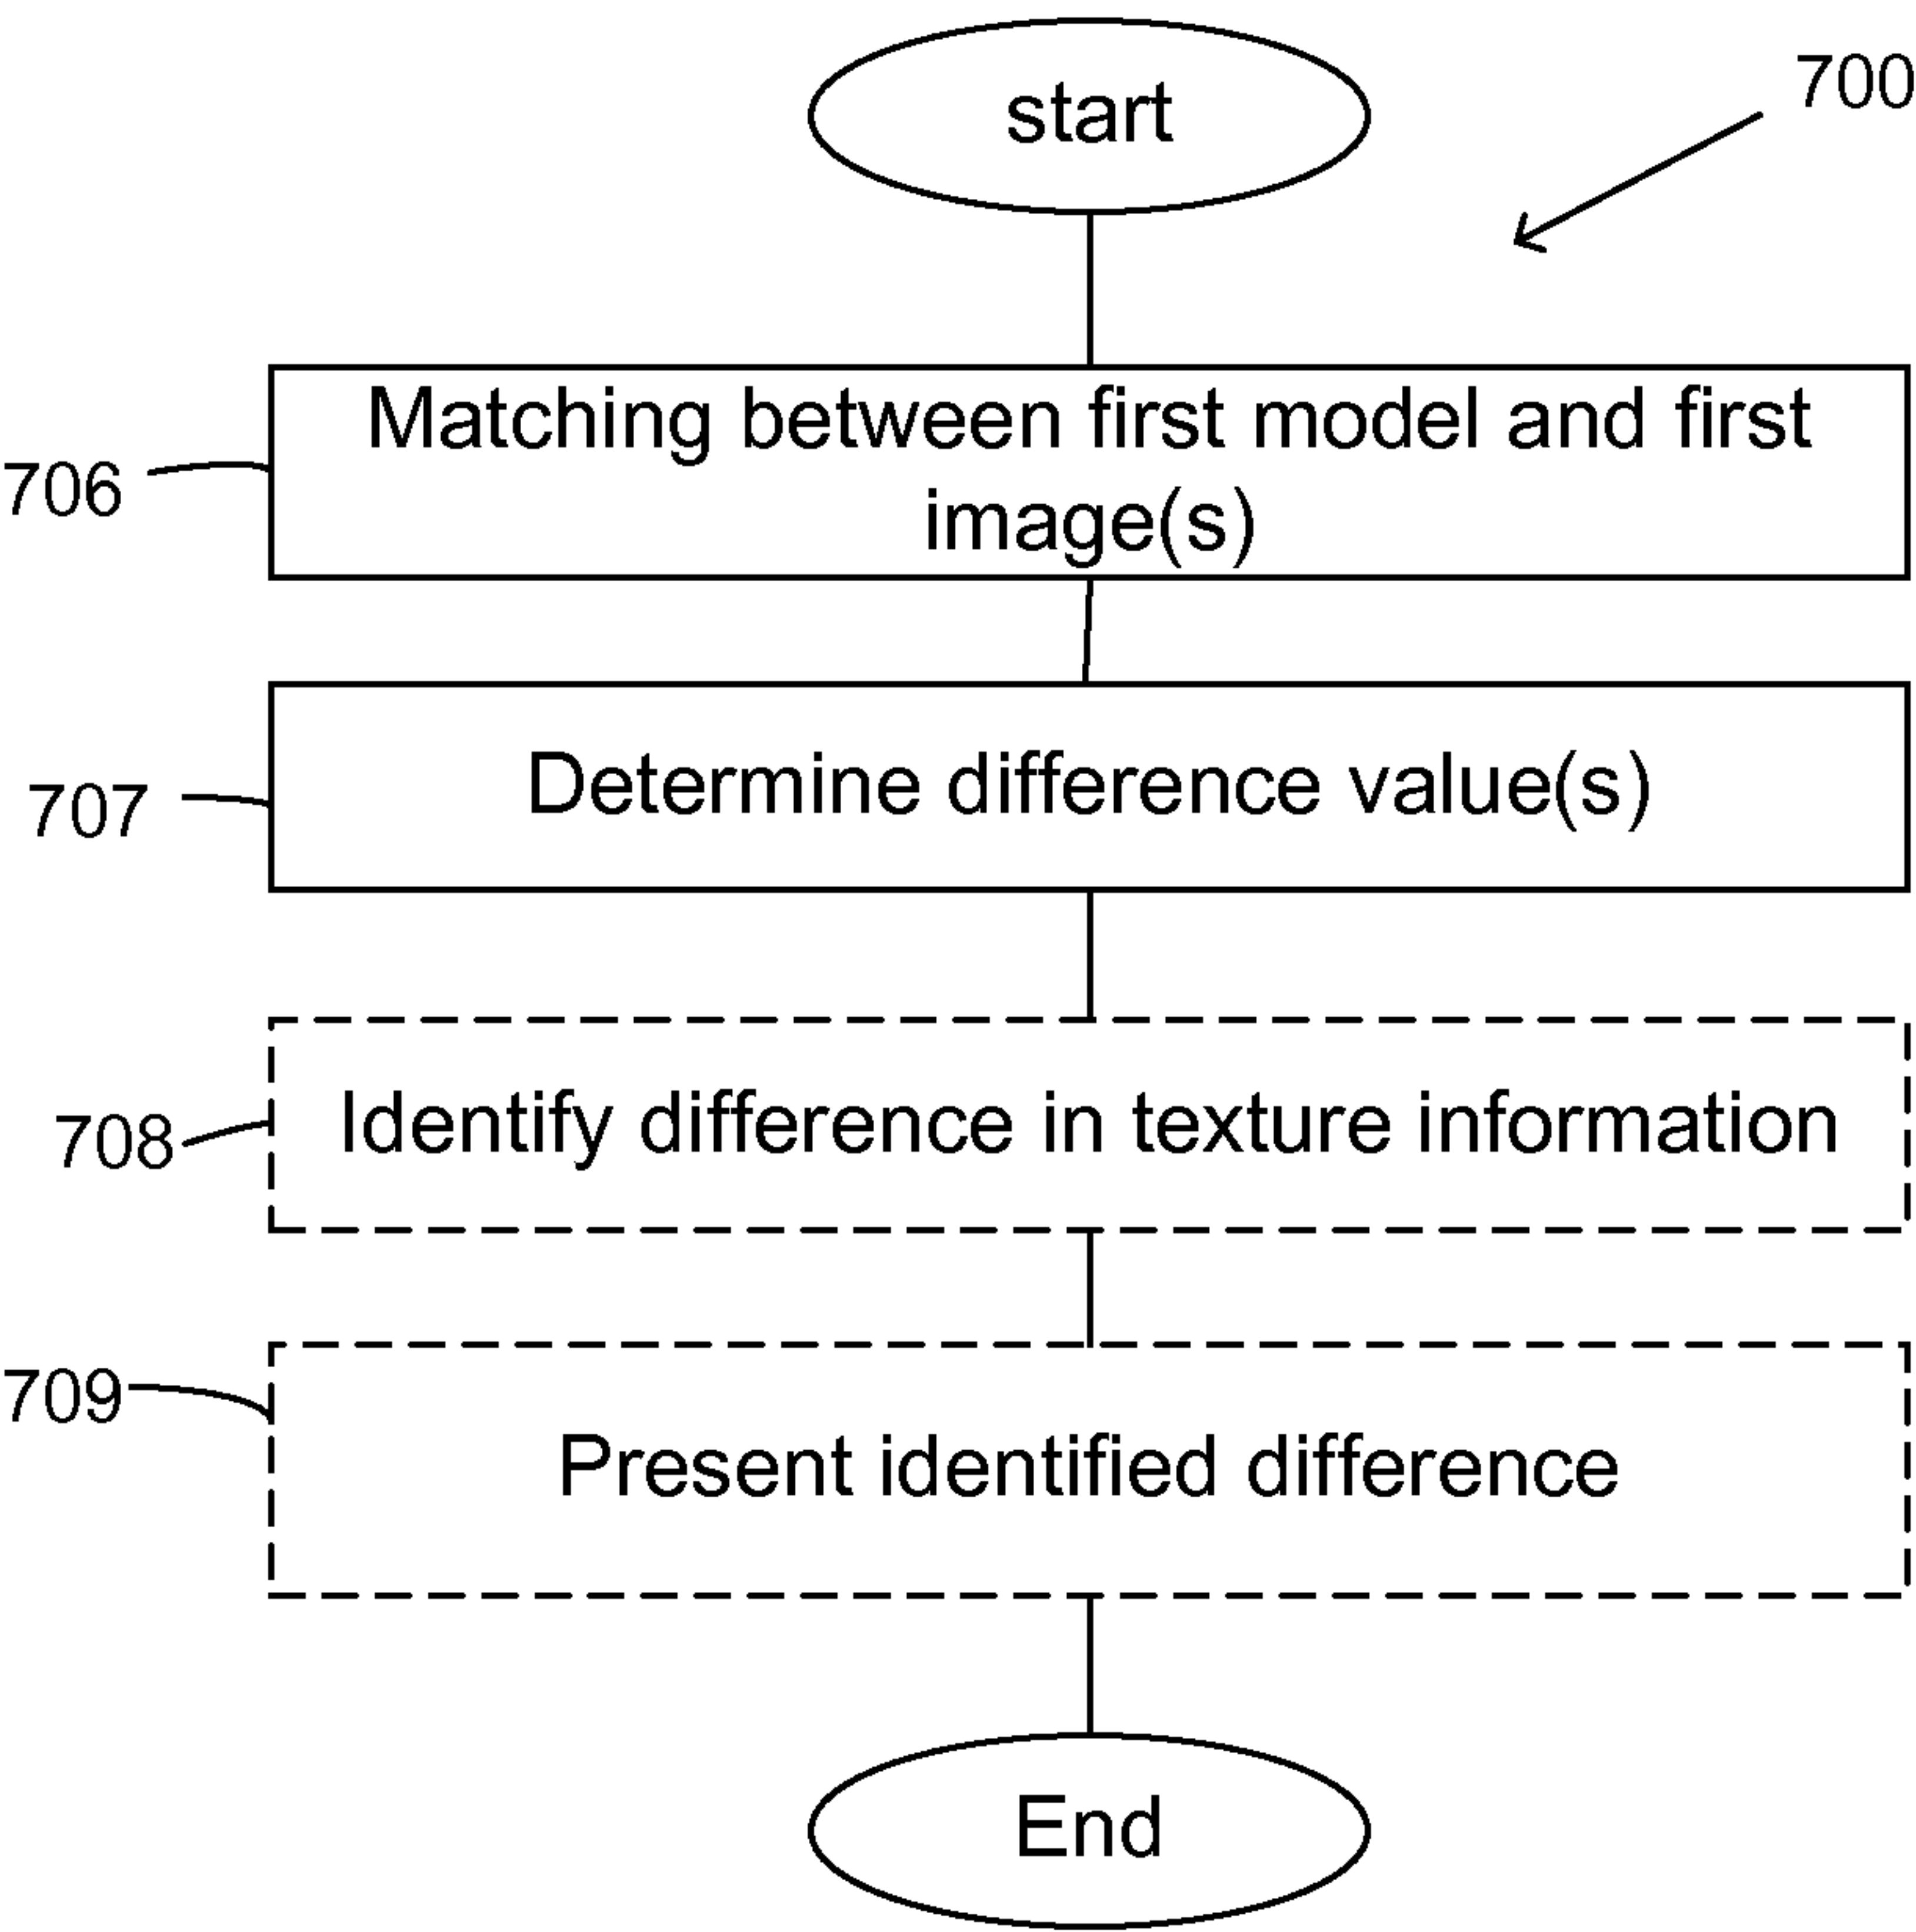 start
700
Matching between first model and first
image(s)
706
Determine difference value(s)
707
Identify difference in texture information
708
709
Present identified difference
End